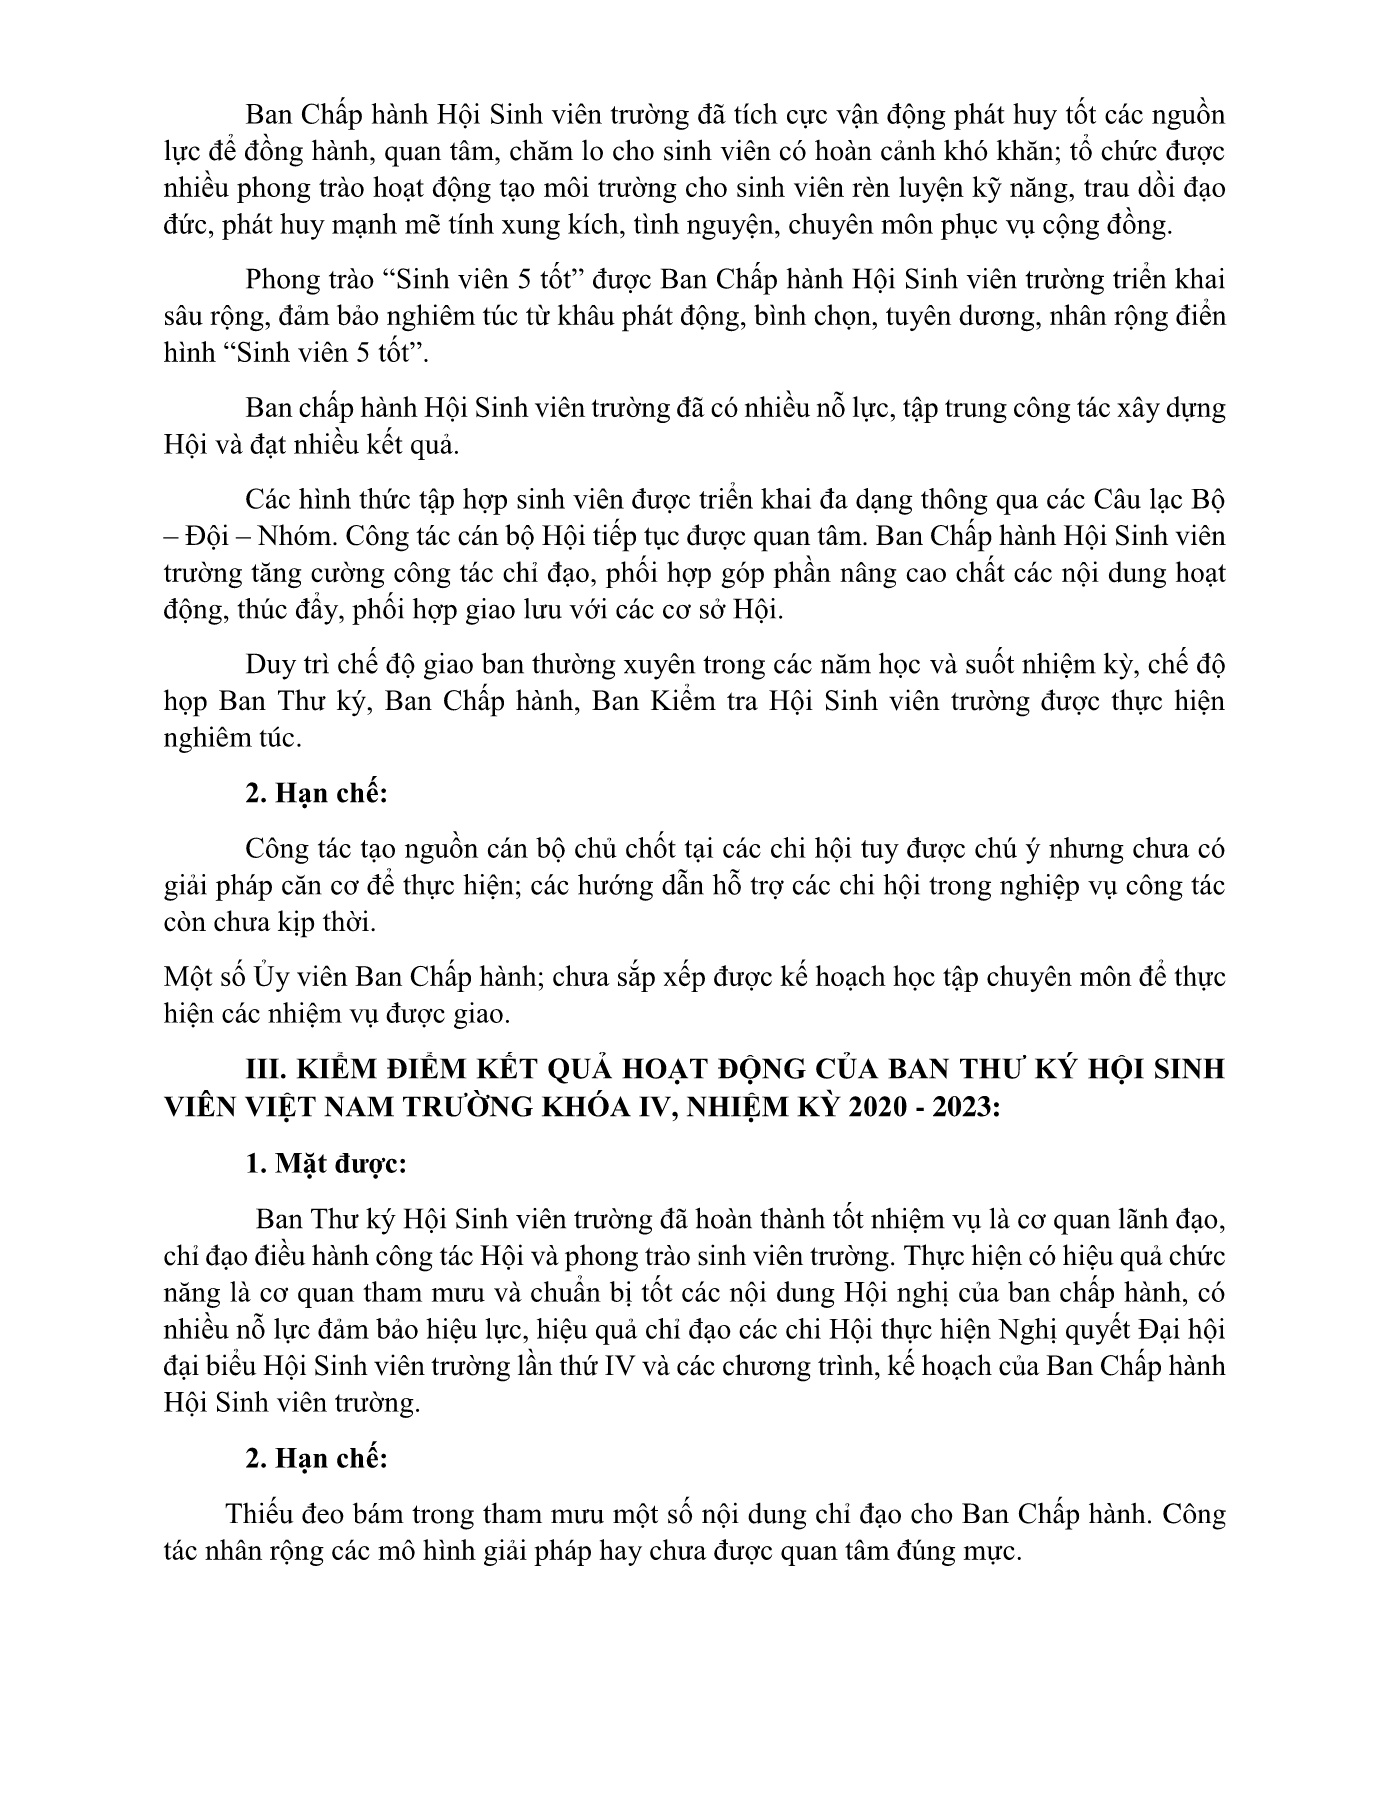 Ban Chấp hành Hội Sinh viên trường đã tích cực vận động phát huy tốt các nguồn
lực để đồng hành, quan tâm, chăm lo cho sinh viên có hoàn cảnh khó khăn; tổ chức được
nhiều phong trào hoạt động tạo môi trường cho sinh viên rèn luyện kỹ năng, trau dồi đạo
đức, phát huy mạnh mẽ tính xung kích, tình nguyện, chuyên môn phục vụ cộng đồng.
Phong trào “Sinh viên 5 tốt” được Ban Chấp hành Hội Sinh viên trường triển khai
sâu rộng, đảm bảo nghiêm túc từ khâu phát động, bình chọn, tuyên dương, nhân rộng điển
hình “Sinh viên 5 tốt”.
Ban chấp hành Hội Sinh viên trường đã có nhiều nỗ lực, tập trung công tác xây dựng
Hội và đạt nhiều kết quả.
Các hình thức tập hợp sinh viên được triển khai đa dạng thông qua các Câu lạc Bộ
– Đội – Nhóm. Công tác cán bộ Hội tiếp tục được quan tâm. Ban Chấp hành Hội Sinh viên
trường tăng cường công tác chỉ đạo, phối hợp góp phần nâng cao chất các nội dung hoạt
động, thúc đẩy, phối hợp giao lưu với các cơ sở Hội.
Duy trì chế độ giao ban thường xuyên trong các năm học và suốt nhiệm kỳ, chế độ
họp Ban Thư ký, Ban Chấp hành, Ban Kiểm tra Hội Sinh viên trường được thực hiện
nghiêm túc.
2. Hạn chế:
Công tác tạo nguồn cán bộ chủ chốt tại các chi hội tuy được chú ý nhưng chưa có
giải pháp căn cơ để thực hiện; các hướng dẫn hỗ trợ các chi hội trong nghiệp vụ công tác
còn chưa kịp thời.
Một số Ủy viên Ban Chấp hành; chưa sắp xếp được kế hoạch học tập chuyên môn để thực
hiện các nhiệm vụ được giao.
III. KIỂM ĐIỂM KẾT QUẢ HOẠT ĐỘNG CỦA BAN THƯ KÝ HỘI SINH
VIÊN VIỆT NAM TRƯỜNG KHÓA IV, NHIỆM KỲ 2020 - 2023:
1. Mặt được:
Ban Thư ký Hội Sinh viên trường đã hoàn thành tốt nhiệm vụ là cơ quan lãnh đạo,
chỉ đạo điều hành công tác Hội và phong trào sinh viên trường. Thực hiện có hiệu quả chức
năng là cơ quan tham mưu và chuẩn bị tốt các nội dung Hội nghị của ban chấp hành, có
nhiều nỗ lực đảm bảo hiệu lực, hiệu quả chỉ đạo các chi Hội thực hiện Nghị quyết Đại hội
đại biểu Hội Sinh viên trường lần thứ IV và các chương trình, kế hoạch của Ban Chấp hành
Hội Sinh viên trường.
2. Hạn chế:
Thiếu đeo bám trong tham mưu một số nội dung chỉ đạo cho Ban Chấp hành. Công
tác nhân rộng các mô hình giải pháp hay chưa được quan tâm đúng mực.